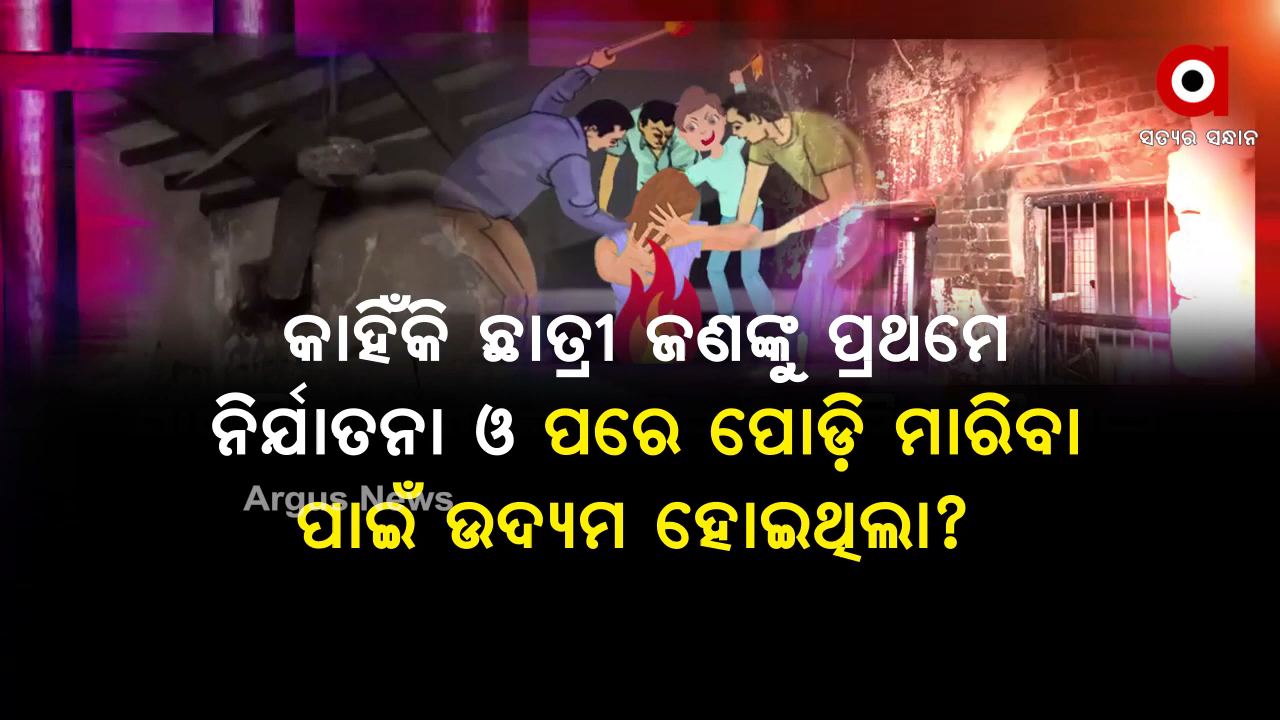 ସତ୍ୟର ସନ୍ଧାନ
କାହିଁକି ଛାତ୍ରୀ ଜଣଙ୍କୁ ପ୍ରଥମେ
ନିର୍ଯାତନା ଓ ପରେ ପୋଡ଼ି ମାରିବା
Argus News
ପାଇଁ ଉଦ୍ୟମ ହୋଇଥିଲା?